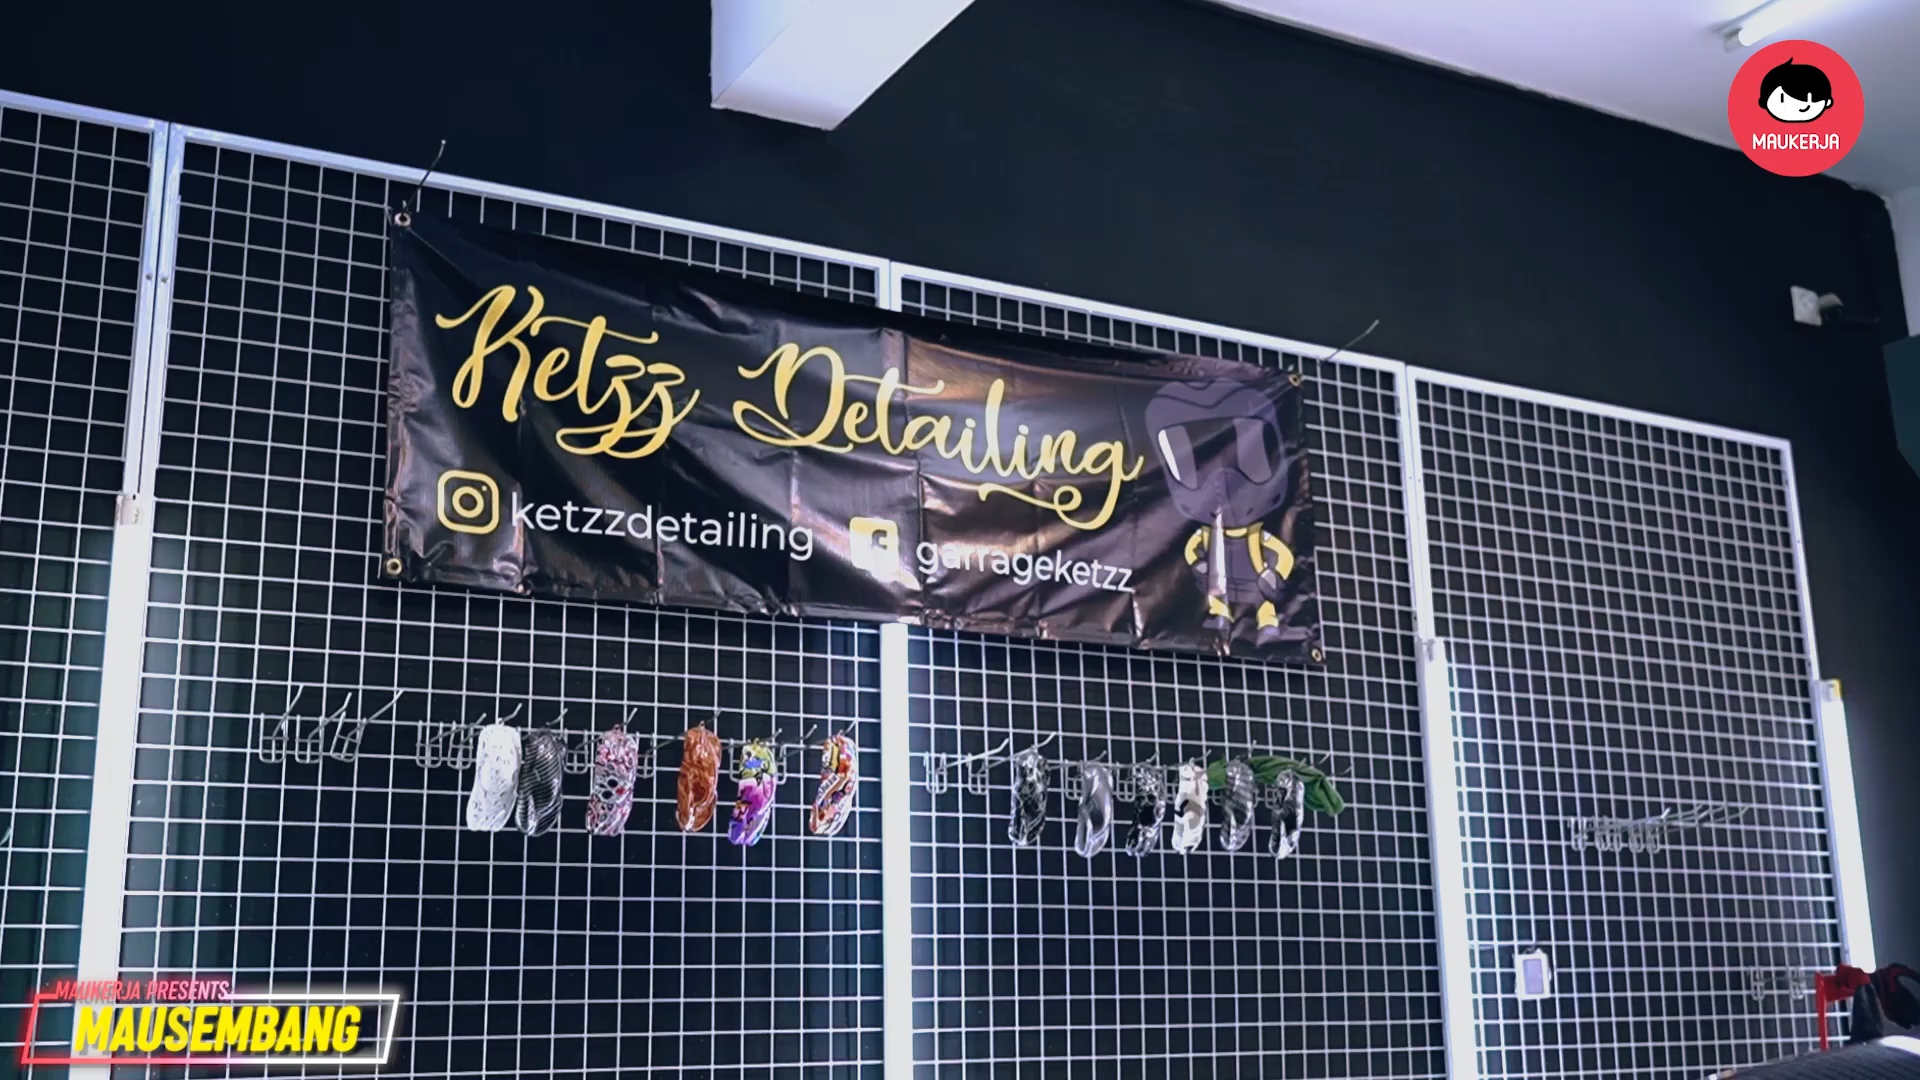 MAUKERJA
Ketzz Detailing
ketzzdetailing garrageketzz
MAUKERJA PRESENTS
MAUSEMBANG